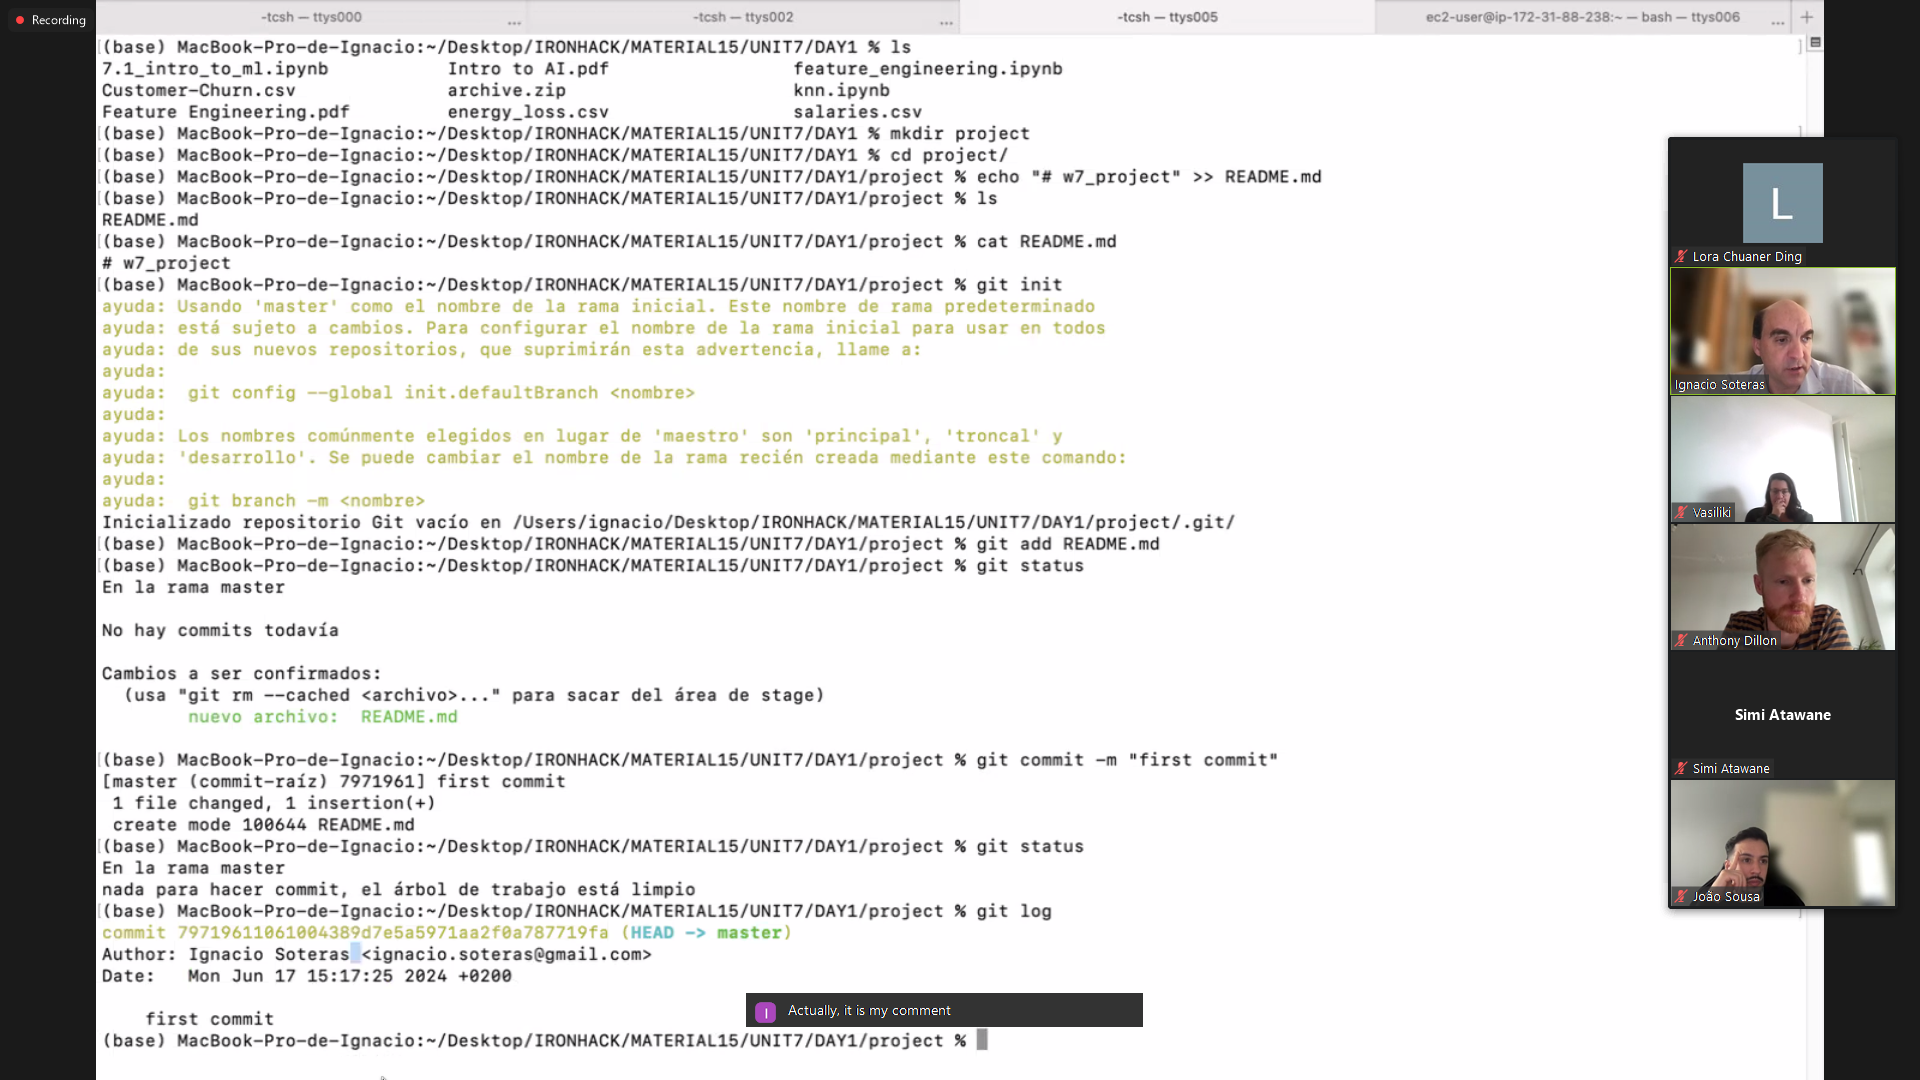 Recording
-tcsh — ttys000
...
-tcsh — ttys002
...
-tcsh — ttys005
ec2-user@ip-172-31-88-238:~ — bash — ttys006
...
+
[(base) MacBook-Pro-de-Ignacio:~/Desktop/IRONHACK/MATERIAL15/UNIT7/DAY1 % ls ]
7.1_intro_to_ml.ipynb Intro to AI.pdf feature_engineering.ipynb
Customer-Churn.csv archive.zip knn.ipynb
Feature Engineering.pdf energy_loss.csv salaries.csv
[(base) MacBook-Pro-de-Ignacio:~/Desktop/IRONHACK/MATERIAL15/UNIT7/DAY1 % mkdir project ]
[(base) MacBook-Pro-de-Ignacio:~/Desktop/IRONHACK/MATERIAL15/UNIT7/DAY1 % cd project/
[(base) MacBook-Pro-de-Ignacio:~/Desktop/IRONHACK/MATERIAL15/UNIT7/DAY1/project % echo "# w7_project" >> README.md
[(base) MacBook-Pro-de-Ignacio:~/Desktop/IRONHACK/MATERIAL15/UNIT7/DAY1/project % ls
README.md
[(base) MacBook-Pro-de-Ignacio:~/Desktop/IRONHACK/MATERIAL15/UNIT7/DAY1/project % cat README.md
# w7_project
[(base) MacBook-Pro-de-Ignacio:~/Desktop/IRONHACK/MATERIAL15/UNIT7/DAY1/project % git init
ayuda: Usando 'master' como el nombre de la rama inicial. Este nombre de rama predeterminado
ayuda: está sujeto a cambios. Para configurar el nombre de la rama inicial para usar en todos
ayuda: de sus nuevos repositorios, que suprimirán esta advertencia, llame a:
ayuda:
ayuda:  git config --global init.defaultBranch <nombre>
ayuda:
ayuda: Los nombres comúnmente elegidos en lugar de 'maestro' son 'principal', 'troncal' y
ayuda: 'desarrollo'. Se puede cambiar el nombre de la rama recién creada mediante este comando:
ayuda:
ayuda:  git branch -m <nombre>
Inicializado repositorio Git vacío en /Users/ignacio/Desktop/IRONHACK/MATERIAL15/UNIT7/DAY1/project/.git/
[(base) MacBook-Pro-de-Ignacio:~/Desktop/IRONHACK/MATERIAL15/UNIT7/DAY1/project % git add README.md
[(base) MacBook-Pro-de-Ignacio:~/Desktop/IRONHACK/MATERIAL15/UNIT7/DAY1/project % git status
En la rama master
No hay commits todavía
Cambios a ser confirmados:
(usa "git rm --cached <archivo>..." para sacar del área de stage)
nuevo archivo:  README.md
[(base) MacBook-Pro-de-Ignacio:~/Desktop/IRONHACK/MATERIAL15/UNIT7/DAY1/project % git commit -m "first commit"
[master (commit-raíz) 7971961] first commit
1 file changed, 1 insertion(+)
create mode 100644 README.md
[(base) MacBook-Pro-de-Ignacio:~/Desktop/IRONHACK/MATERIAL15/UNIT7/DAY1/project % git status
En la rama master
nada para hacer commit, el árbol de trabajo está limpio
[(base) MacBook-Pro-de-Ignacio:~/Desktop/IRONHACK/MATERIAL15/UNIT7/DAY1/project % git log ]
commit 79719611061004389d7e5a5971aa2f0a787719fa (HEAD -> master)
Author: Ignacio Soteras <ignacio.soteras@gmail.com>
Date:   Mon Jun 17 15:17:25 2024 +0200
first commit
(base) MacBook-Pro-de-Ignacio:~/Desktop/IRONHACK/MATERIAL15/UNIT7/DAY1/project %
I
Actually, it is my comment
L
Lora Chuaner Ding
Ignacio Soteras
Vasiliki
Anthony Dillon
Simi Atawane
Simi Atawane
João Sousa